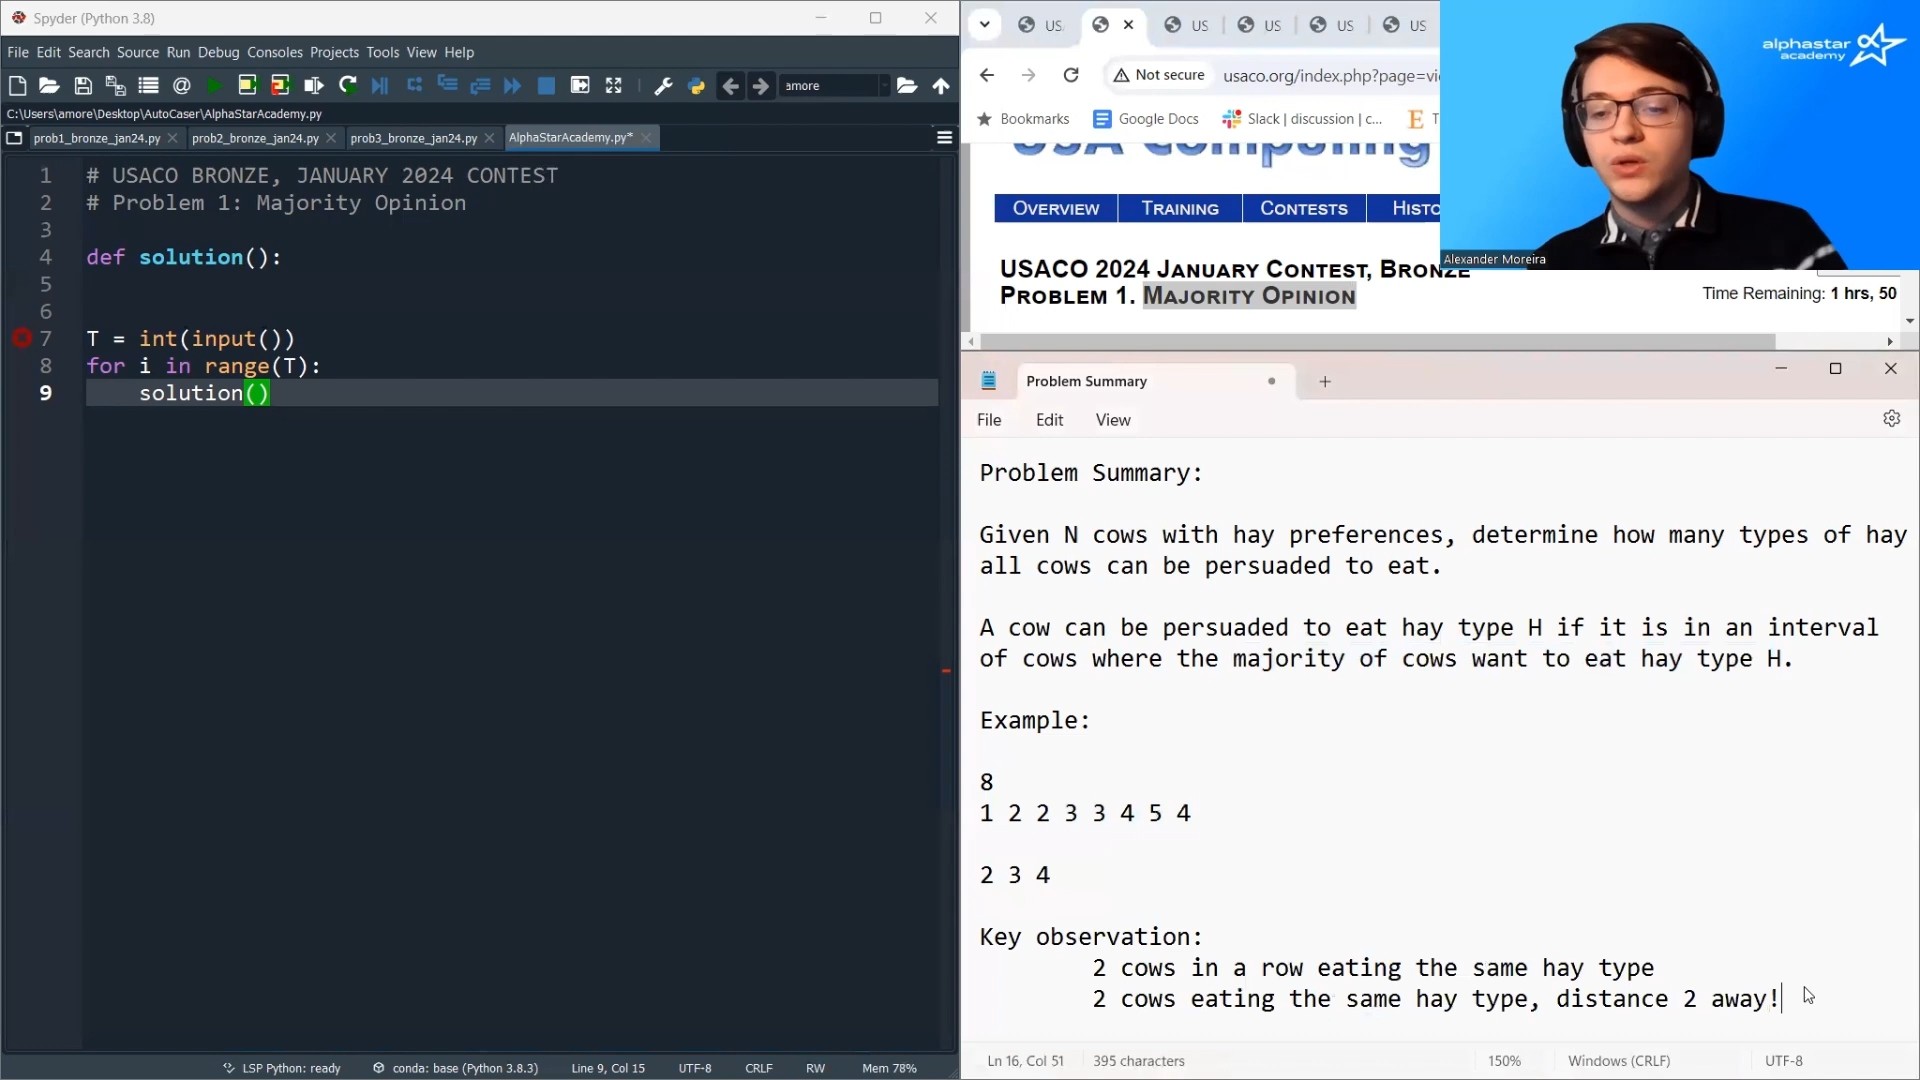 Spyder (Python 3.8)
File Edit Search Source Run Debug Consoles Projects Tools View Help
amore
C:\Users\amore\Desktop\AutoCaser\AlphaStarAcademy.py
prob1_bronze_jan24.py prob2_bronze_jan24.py prob3_bronze_jan24.py AlphaStarAcademy.py*
1 # USACO BRONZE, JANUARY 2024 CONTEST
2 # Problem 1: Majority Opinion
3
4 def solution():
5
6
7 T = int(input())
8 for i in range(T):
9 solution()
LSP Python: ready conda: base (Python 3.8.3) Line 9, Col 15 UTF-8 CRLF RW Mem 78%
US US US US US
Not secure usaco.org/index.php?page=vi
Bookmarks Google Docs Slack | discussion | c... T
USA Computing
Overview Training Contests Histo
USACO 2024 January Contest, Bronze
Problem 1. Majority Opinion
Time Remaining: 1 hrs, 50
alphastar
academy
Alexander Moreira
Problem Summary
File Edit View
Problem Summary:
Given N cows with hay preferences, determine how many types of hay
all cows can be persuaded to eat.
A cow can be persuaded to eat hay type H if it is in an interval
of cows where the majority of cows want to eat hay type H.
Example:
8
1 2 2 3 3 4 5 4
2 3 4
Key observation:
2 cows in a row eating the same hay type
2 cows eating the same hay type, distance 2 away!
Ln 16, Col 51 395 characters 150% Windows (CRLF) UTF-8